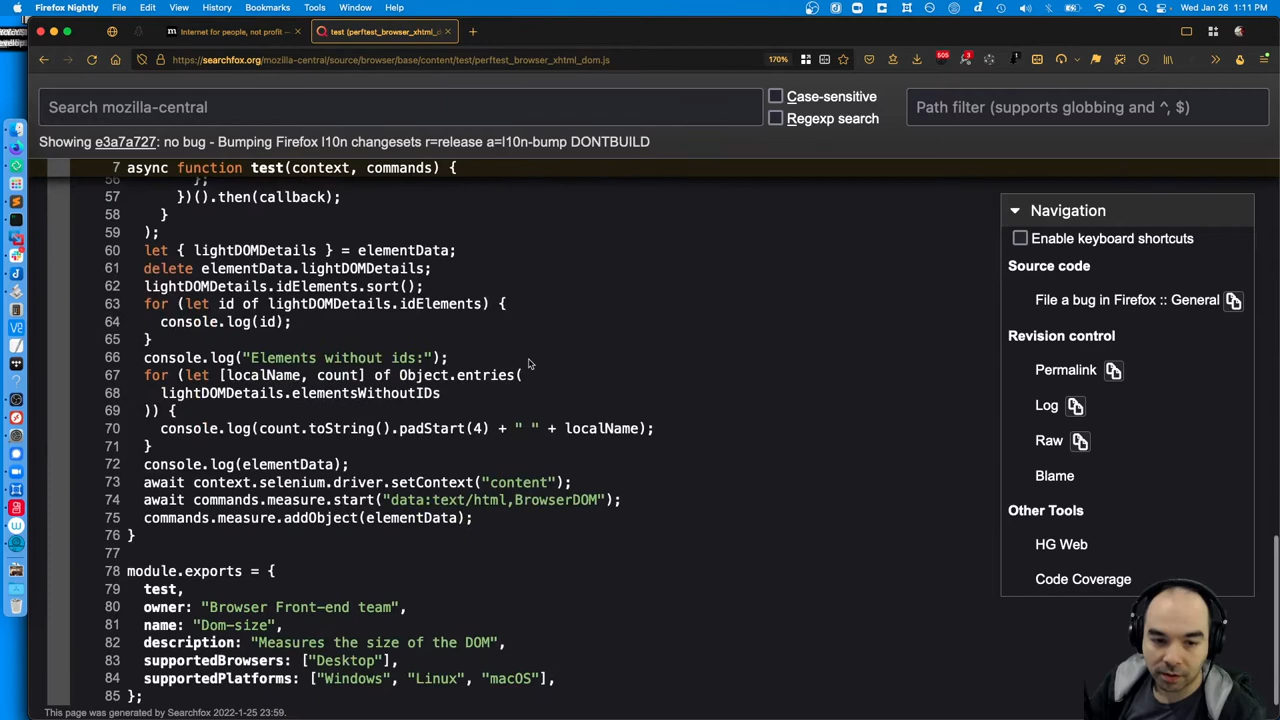 Firefox Nightly File Edit View History Bookmarks Tools Window Help
Wed Jan 26 1:11 PM
Internet for people, not profit –
test (perftest_browser_xhtml_d
https://searchfox.org/mozilla-central/source/browser/base/content/test/perftest_browser_xhtml_dom.js
170%
605
3
Search mozilla-central
Case-sensitive
Regexp search
Path filter (supports globbing and ^, $)
Showing e3a7a727: no bug - Bumping Firefox l10n changesets r=release a=l10n-bump DONTBUILD
7 async function test(context, commands) {
56 };
57 })().then(callback);
58 }
59 );
60 let { lightDOMDetails } = elementData;
61 delete elementData.lightDOMDetails;
62 lightDOMDetails.idElements.sort();
63 for (let id of lightDOMDetails.idElements) {
64 console.log(id);
65 }
66 console.log("Elements without ids:");
67 for (let [localName, count] of Object.entries(
68 lightDOMDetails.elementsWithoutIDs
69 )) {
70 console.log(count.toString().padStart(4) + " " + localName);
71 }
72 console.log(elementData);
73 await context.selenium.driver.setContext("content");
74 await commands.measure.start("data:text/html,BrowserDOM");
75 commands.measure.addObject(elementData);
76 }
77
78 module.exports = {
79 test,
80 owner: "Browser Front-end team",
81 name: "Dom-size",
82 description: "Measures the size of the DOM",
83 supportedBrowsers: ["Desktop"],
84 supportedPlatforms: ["Windows", "Linux", "macOS"],
85 };
Navigation
Enable keyboard shortcuts
Source code
File a bug in Firefox :: General
Revision control
Permalink
Log
Raw
Blame
Other Tools
HG Web
Code Coverage
This page was generated by Searchfox 2022-1-25 23:59.